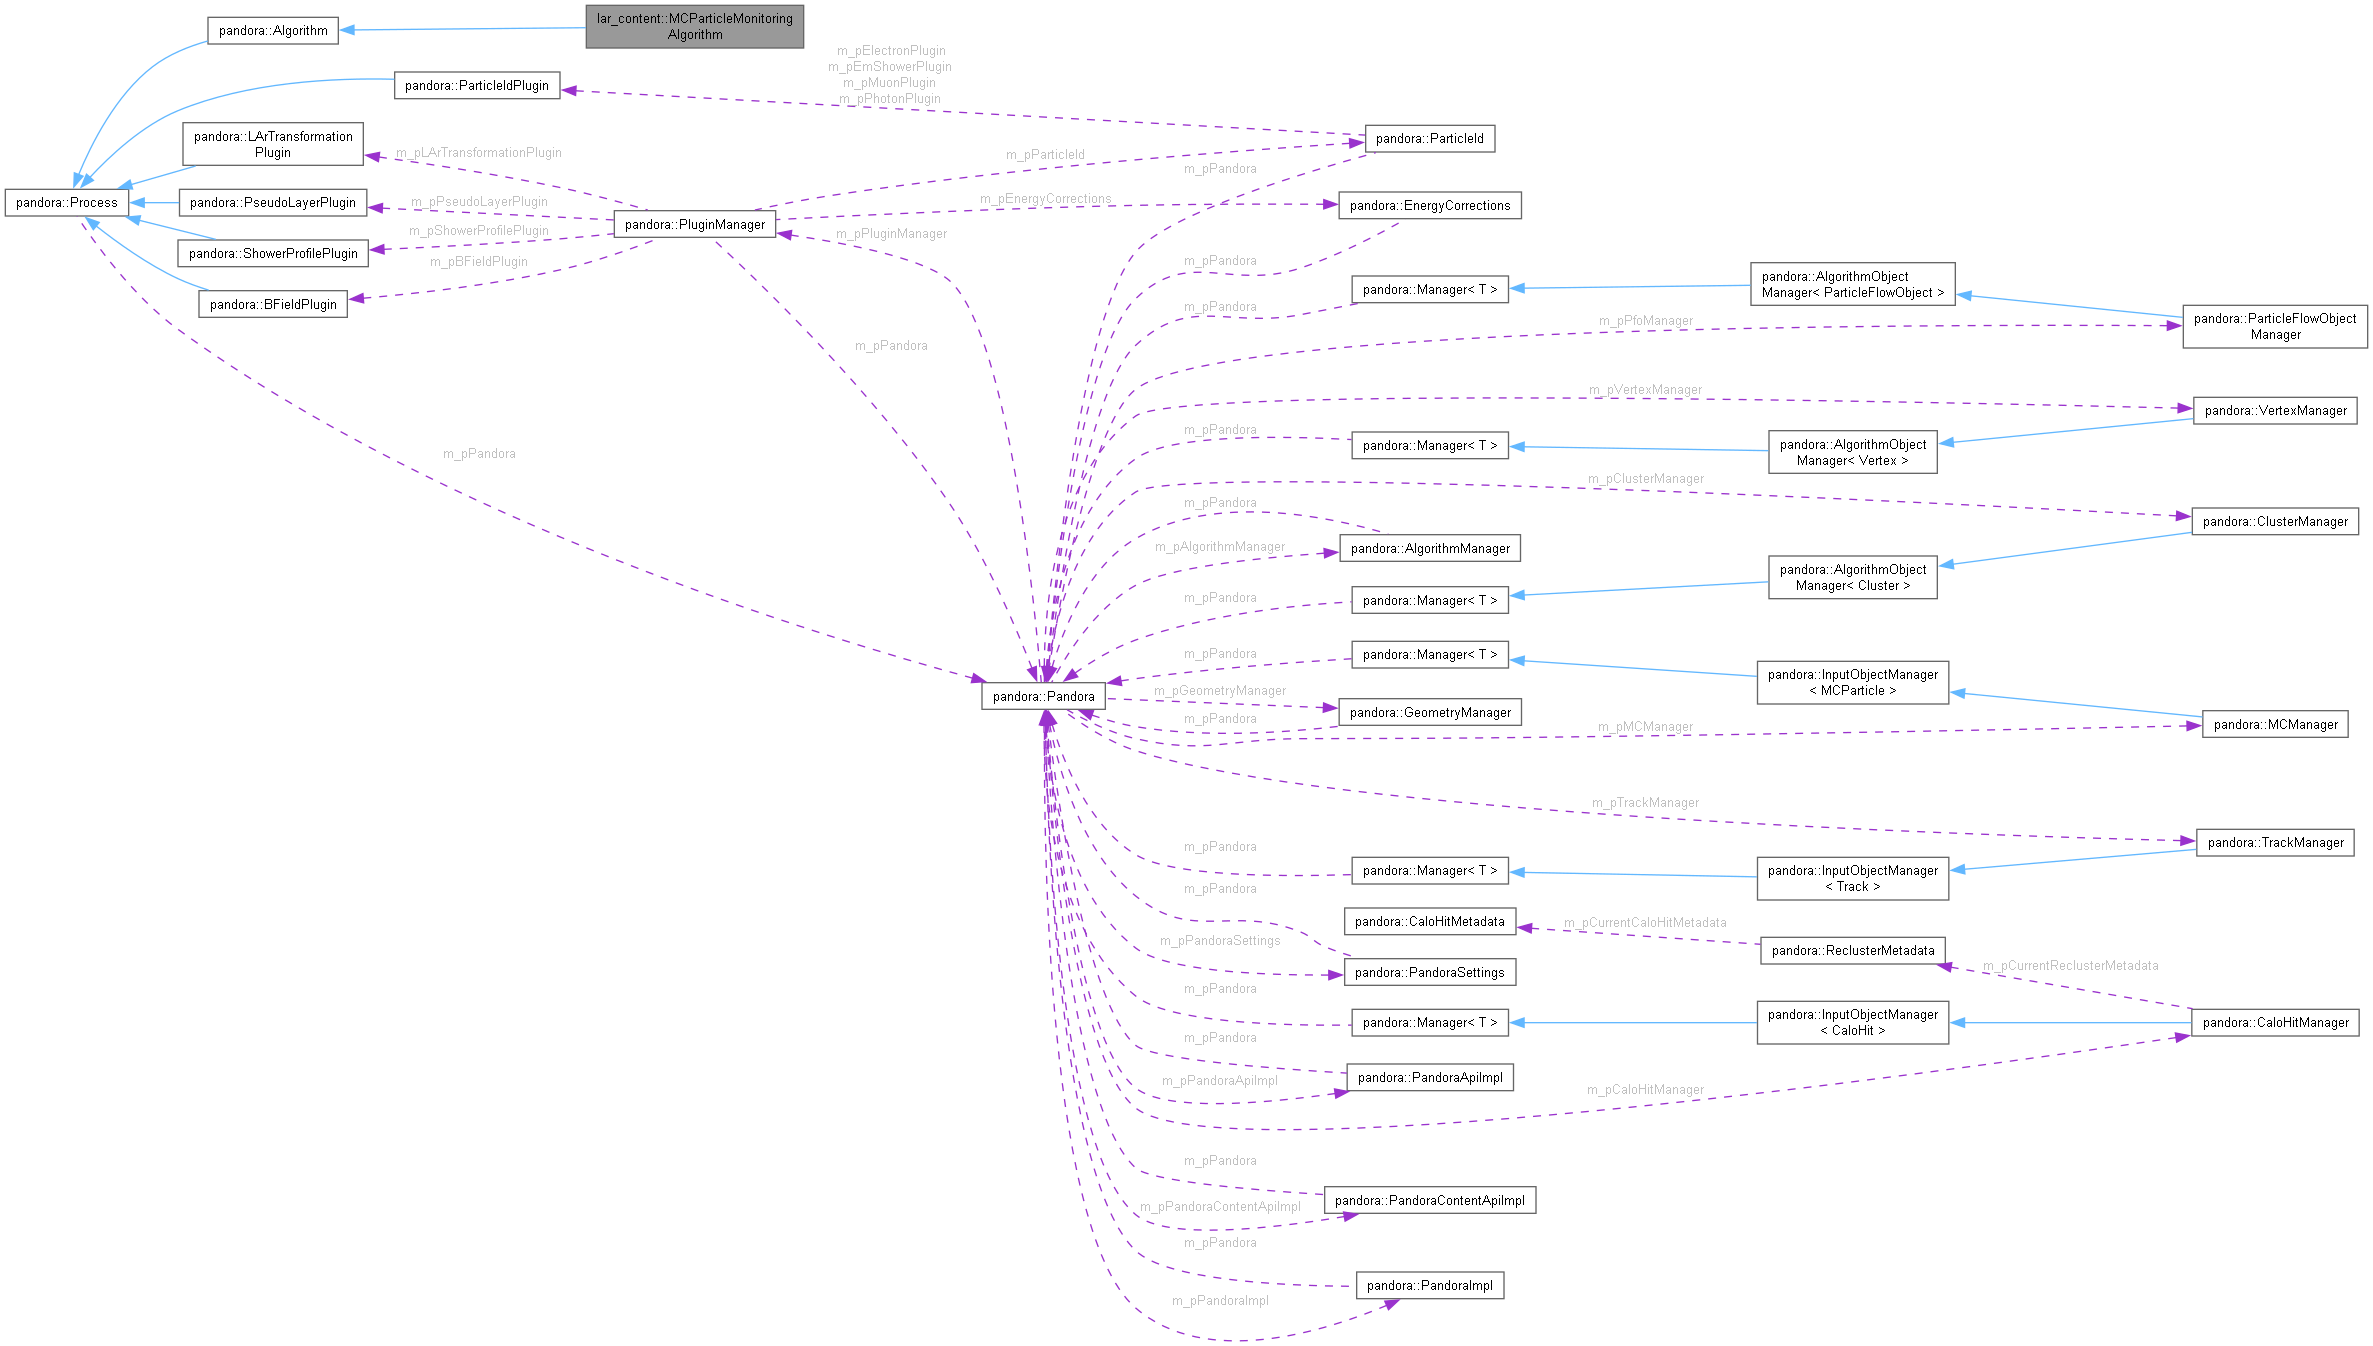 lar_content::MCParticleMonitoring
Algorithm
pandora::Algorithm
m_pElectronPlugin
m_pEmShowerPlugin
m_pMuonPlugin
m_pPhotonPlugin
pandora::ParticleIdPlugin
pandora::LArTransformation
Plugin
pandora::ParticleId
m_pLArTransformationPlugin
m_pParticleId
m_pPandora
pandora::Process
pandora::PseudoLayerPlugin
m_pPseudoLayerPlugin
m_pEnergyCorrections
pandora::EnergyCorrections
pandora::PluginManager
m_pShowerProfilePlugin
m_pPluginManager
pandora::ShowerProfilePlugin
m_pBFieldPlugin
m_pPandora
pandora::BFieldPlugin
pandora::Manager< T >
pandora::AlgorithmObject
Manager< ParticleFlowObject >
m_pPandora
m_pPfoManager
pandora::ParticleFlowObject
Manager
m_pPandora
m_pVertexManager
pandora::VertexManager
m_pPandora
pandora::Manager< T >
pandora::AlgorithmObject
Manager< Vertex >
m_pPandora
m_pClusterManager
m_pPandora
pandora::ClusterManager
m_pAlgorithmManager
pandora::AlgorithmManager
pandora::AlgorithmObject
Manager< Cluster >
m_pPandora
pandora::Manager< T >
m_pPandora
pandora::Manager< T >
pandora::InputObjectManager
< MCParticle >
pandora::Pandora
m_pGeometryManager
m_pPandora
pandora::GeometryManager
m_pMCManager
pandora::MCManager
m_pTrackManager
pandora::TrackManager
m_pPandora
pandora::Manager< T >
pandora::InputObjectManager
< Track >
m_pPandora
pandora::CaloHitMetadata
m_pCurrentCaloHitMetadata
m_pPandoraSettings
pandora::ReclusterMetadata
pandora::PandoraSettings
m_pCurrentReclusterMetadata
m_pPandora
pandora::Manager< T >
pandora::InputObjectManager
< CaloHit >
pandora::CaloHitManager
m_pPandora
m_pPandoraApiImpl
pandora::PandoraApiImpl
m_pCaloHitManager
m_pPandora
m_pPandoraContentApiImpl
pandora::PandoraContentApiImpl
m_pPandora
pandora::PandoraImpl
m_pPandoraImpl